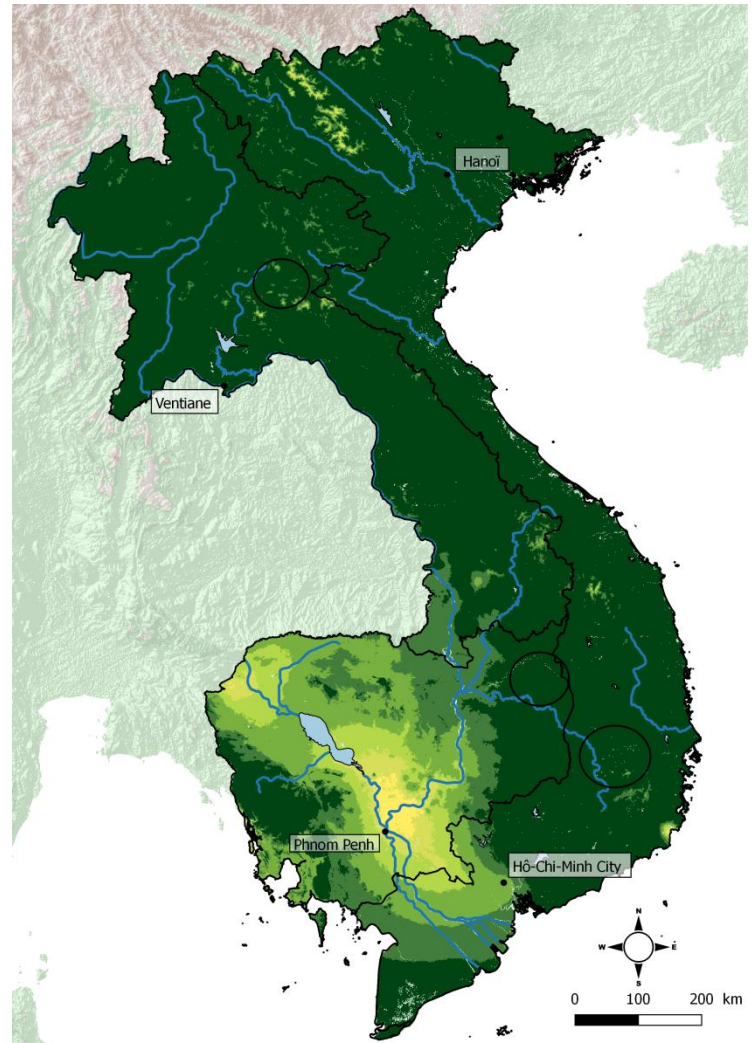 Hanoï
Ventiane
Phnom Penh
Hô-Chi-Minh City
N
W
E
S
0 100 200 km